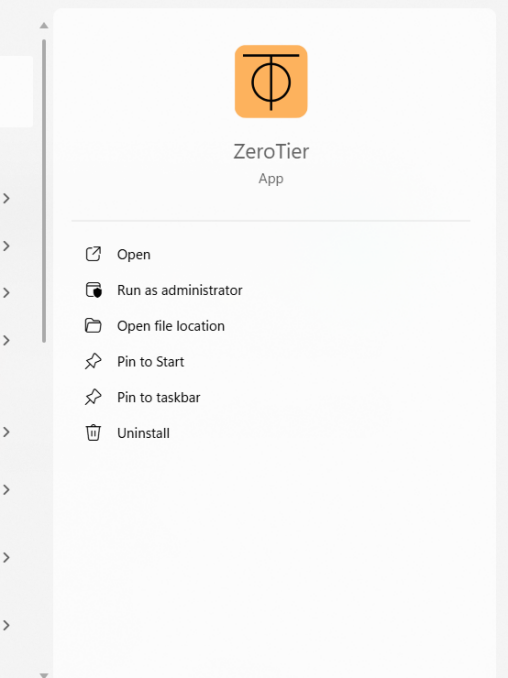 ZeroTier
App
Open
Run as administrator
Open file location
Pin to Start
Pin to taskbar
Uninstall